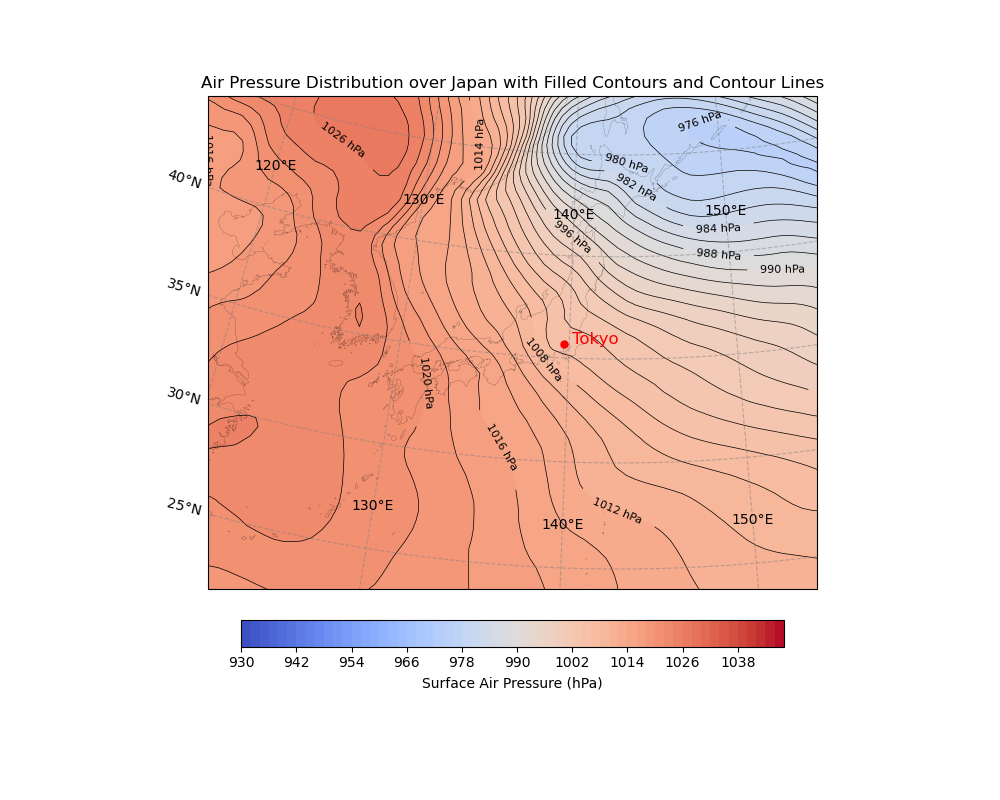 Air Pressure Distribution over Japan with Filled Contours and Contour Lines
976 hPa
1026 hPa
1014 hPa
980 hPa
120°E
40°N
982 hPa
130°E
150°E
140°E
984 hPa
996 hPa
988 hPa
990 hPa
35°N
Tokyo
1008 hPa
1020 hPa
30°N
1016 hPa
25°N
130°E
1012 hPa
150°E
140°E
930 942 954 966 978 990 1002 1014 1026 1038
Surface Air Pressure (hPa)